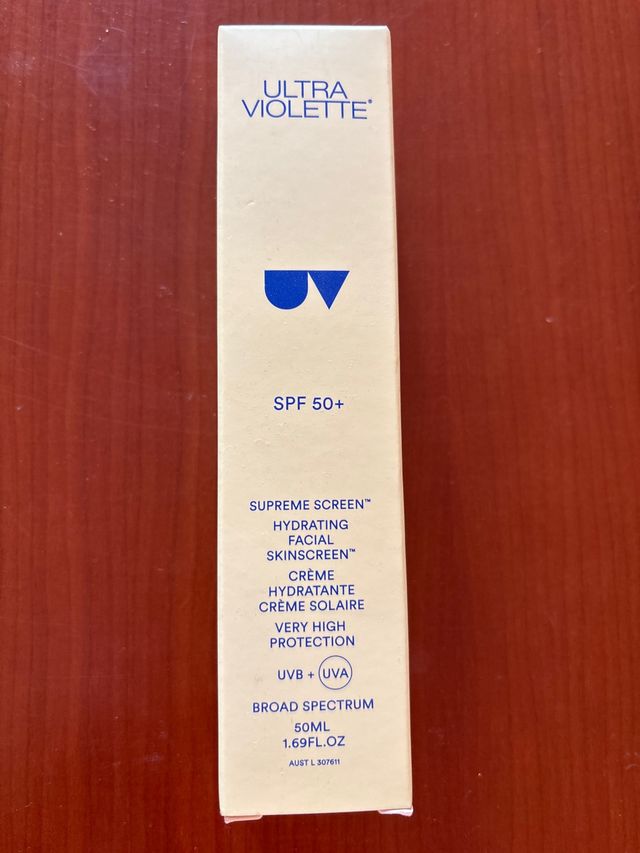 ULTRA
VIOLETTE®
UV
SPF 50+
SUPREME SCREEN™
HYDRATING
FACIAL
SKINSCREEN™
CRÈME
HYDRATANTE
CRÈME SOLAIRE
VERY HIGH
PROTECTION
UVB + UVA
BROAD SPECTRUM
50ML
1.69FL.OZ
AUST L 307611